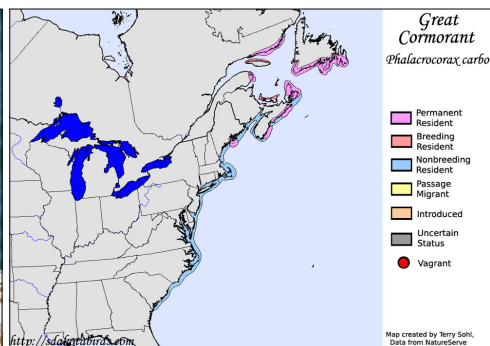 Great
Cormorant
Phalacrocorax carbo
Permanent
Resident
Breeding
Resident
Nonbreeding
Resident
Passage
Migrant
Introduced
Uncertain
Status
Vagrant
http://sdakotabirds.com
Map created by Terry Sohl,
Data from NatureServe